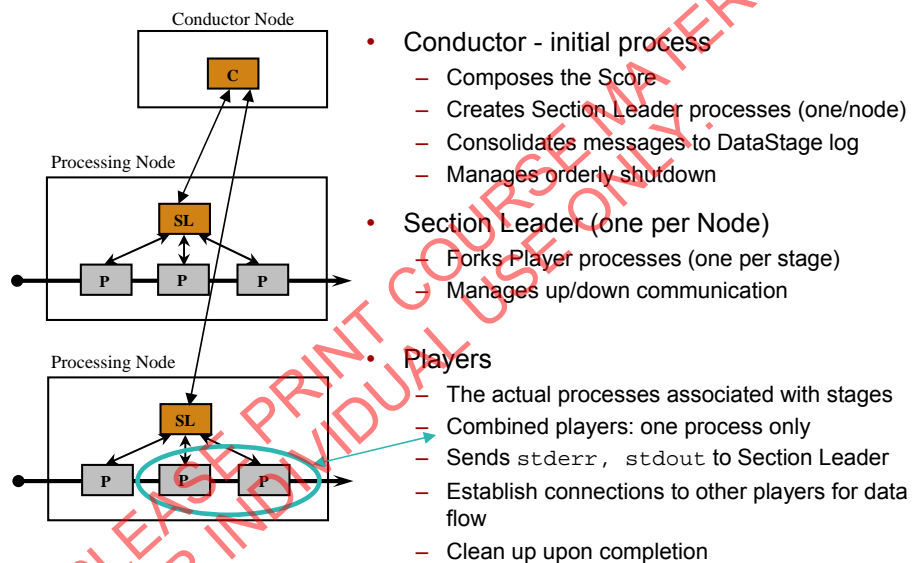 Conductor Node
C
Processing Node
SL
P P P
Processing Node
SL
P P P
• Conductor - initial process
– Composes the Score
– Creates Section Leader processes (one/node)
– Consolidates messages to DataStage log
– Manages orderly shutdown
• Section Leader (one per Node)
– Forks Player processes (one per stage)
– Manages up/down communication
• Players
– The actual processes associated with stages
– Combined players: one process only
– Sends stderr, stdout to Section Leader
– Establish connections to other players for data
flow
– Clean up upon completion
PLEASE PRINT COURSE
INDIVIDUAL USE ONLY.